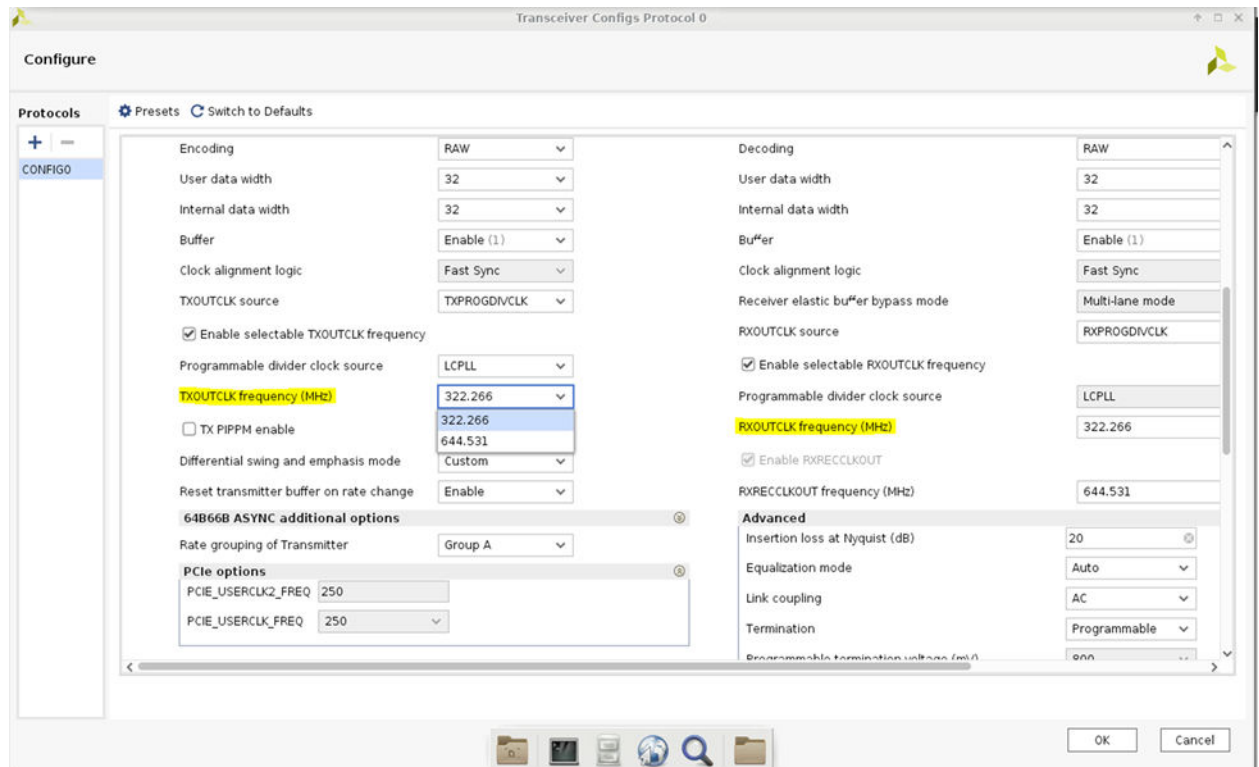 Transceiver Configs Protocol 0
Configure
Protocols
Presets Switch to Defaults
CONFIG0
Encoding RAW
User data width 32
Internal data width 32
Buffer Enable (1)
Clock alignment logic Fast Sync
TXOUTCLK source TXPROGDIVCLK
Enable selectable TXOUTCLK frequency
Programmable divider clock source LCPLL
TXOUTCLK frequency (MHz) 322.266
322.266
644.531
TX PIPPM enable
Differential swing and emphasis mode Custom
Reset transmitter buffer on rate change Enable
64B66B ASYNC additional options
Rate grouping of Transmitter Group A
PCIe options
PCIE_USERCLK2_FREQ 250
PCIE_USERCLK_FREQ 250
Decoding RAW
User data width 32
Internal data width 32
Buffer Enable (1)
Clock alignment logic Fast Sync
Receiver elastic buffer bypass mode Multi-lane mode
RXOUTCLK source RXPROGDIVCLK
Enable selectable RXOUTCLK frequency
Programmable divider clock source LCPLL
RXOUTCLK frequency (MHz) 322.266
Enable RXRECCLKOUT
RXRECCLKOUT frequency (MHz) 644.531
Advanced
Insertion loss at Nyquist (dB) 20
Equalization mode Auto
Link coupling AC
Termination Programmable
Programmable termination voltage (mV) 800
OK Cancel